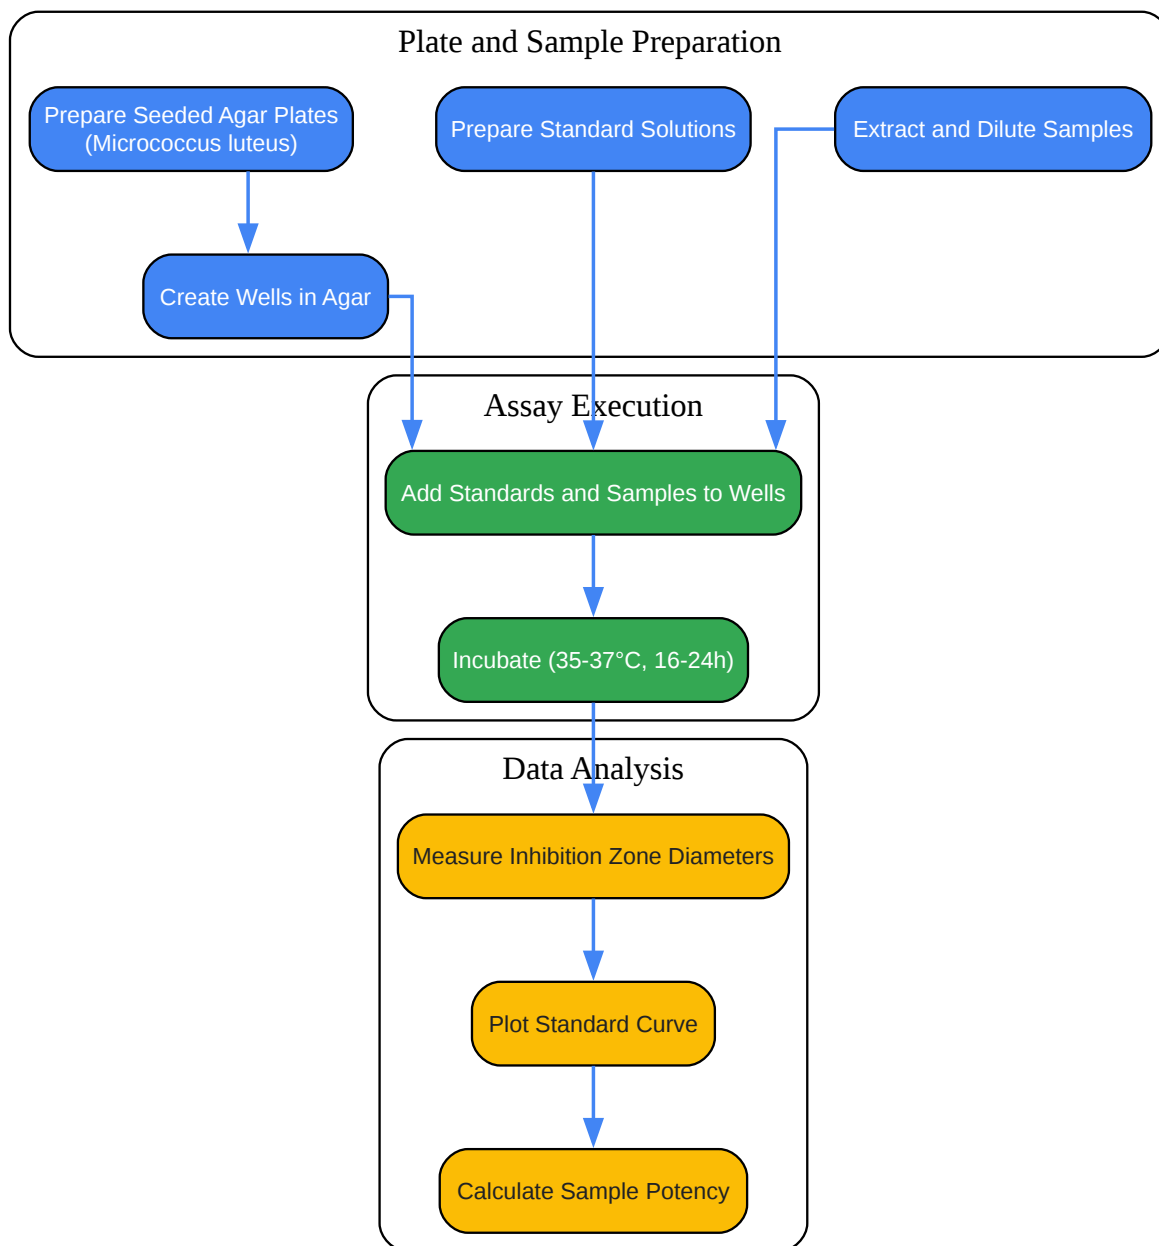 Plate and Sample Preparation
Prepare Seeded Agar Plates
(Micrococcus luteus)
Prepare Standard Solutions
Extract and Dilute Samples
Create Wells in Agar
Assay Execution
Add Standards and Samples to Wells
Incubate (35-37°C, 16-24h)
Data Analysis
Measure Inhibition Zone Diameters
Plot Standard Curve
Calculate Sample Potency